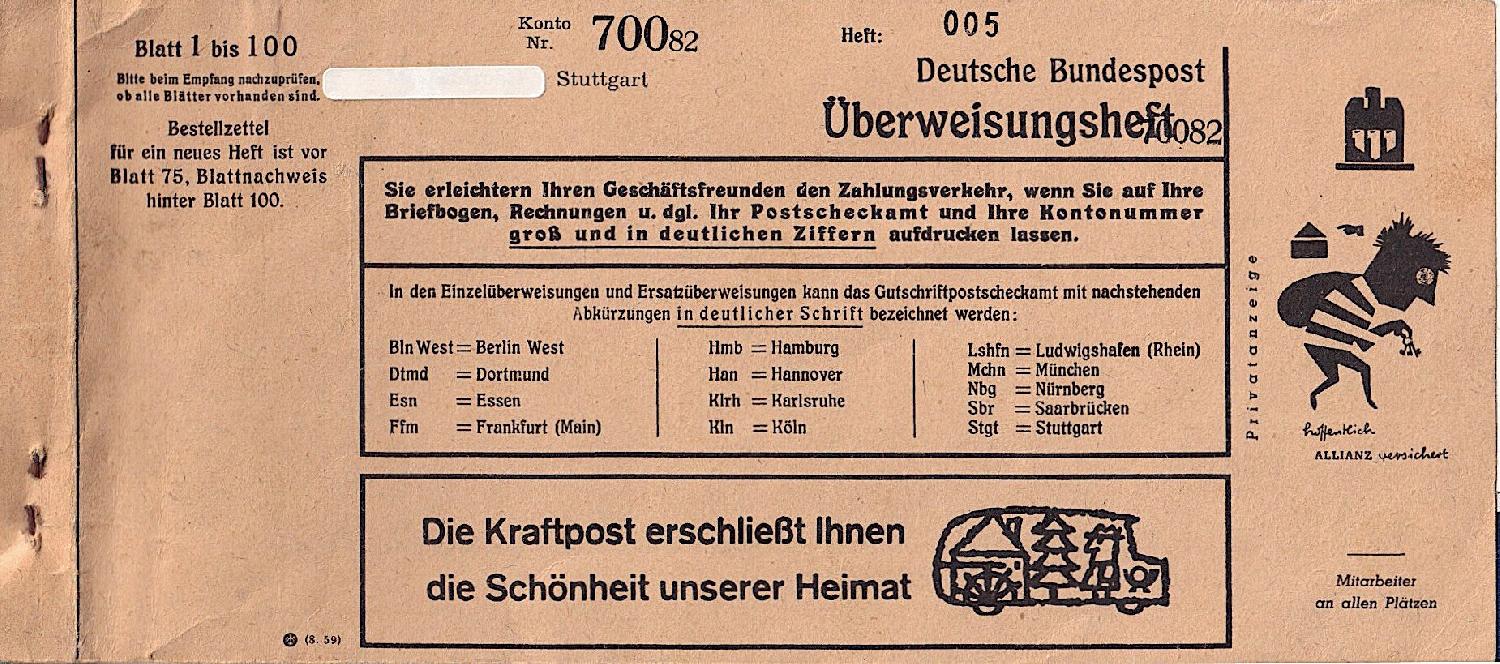 Blatt 1 bis 100
Bitte beim Empfang nachzuprüfen,
ob alle Blätter vorhanden sind.
Bestellzettel
für ein neues Heft ist vor
Blatt 75, Blattnachweis
hinter Blatt 100.
Konto
Nr. 70082
Stuttgart
Heft: 005
Deutsche Bundespost
Überweisungsheft
70082
Sie erleichtern Ihren Geschäftsfreunden den Zahlungsverkehr, wenn Sie auf Ihre
Briefbogen, Rechnungen u. dgl. Ihr Postscheckamt und Ihre Kontonummer
groß und in deutlichen Ziffern aufdrucken lassen.
In den Einzelüberweisungen und Ersatzüberweisungen kann das Gutschriftpostscheckamt mit nachstehenden
Abkürzungen in deutlicher Schrift bezeichnet werden:
Bln West = Berlin West
Dtmd = Dortmund
Esn = Essen
Ffm = Frankfurt (Main)
Hmb = Hamburg
Han = Hannover
Klrh = Karlsruhe
Kln = Köln
Lshfn = Ludwigshafen (Rhein)
Mchn = München
Nbg = Nürnberg
Sbr = Saarbrücken
Stgt = Stuttgart
Die Kraftpost erschließt Ihnen
die Schönheit unserer Heimat
(8. 59)
Privatanzeige
hoffentlich
ALLIANZ versichert
Mitarbeiter
an allen Plätzen